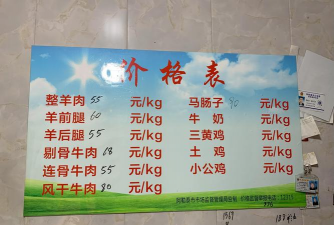 价格表
整羊肉 55 元/kg
羊前腿 60 元/kg
羊后腿 55 元/kg
剔骨牛肉 68 元/kg
连骨牛肉 55 元/kg
风干牛肉 80 元/kg
马肠子 90 元/kg
牛奶 元/kg
三黄鸡 元/kg
土鸡 元/kg
小公鸡 元/kg